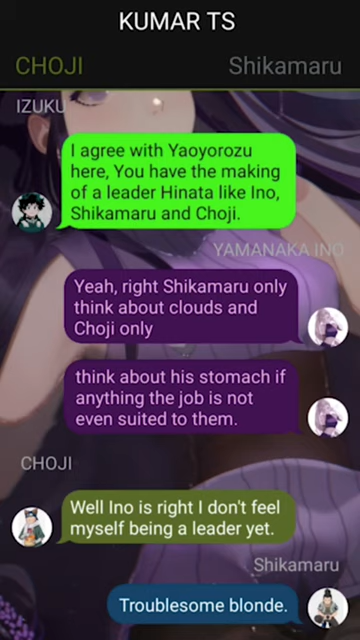 KUMAR TS
CHOJI Shikamaru
IZUKU
I agree with Yaoyorozu
here, You have the making
of a leader Hinata like Ino,
Shikamaru and Choji.
YAMANAKA INO
Yeah, right Shikamaru only
think about clouds and
Choji only
think about his stomach if
anything the job is not
even suited to them.
CHOJI
Well Ino is right I don't feel
myself being a leader yet.
Shikamaru
Troublesome blonde.